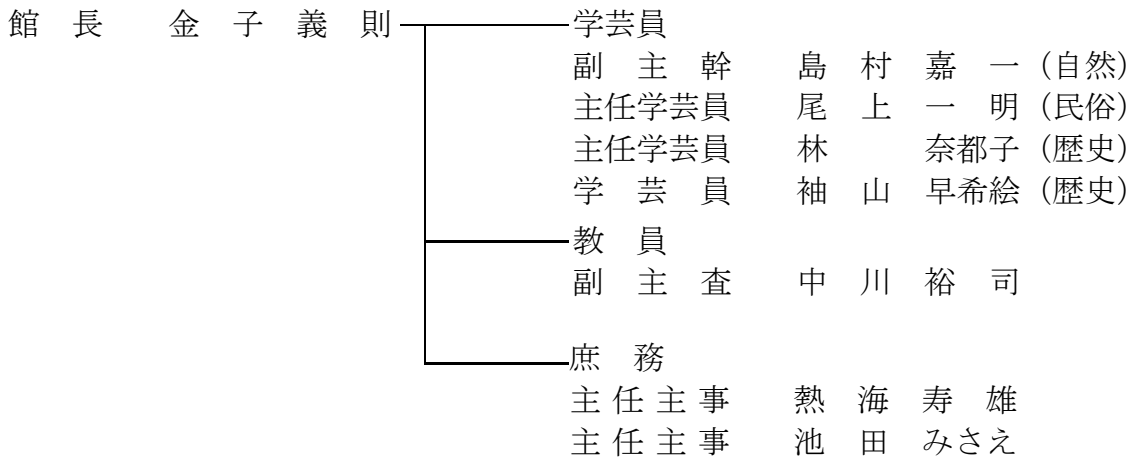 館　長　　金　子　義　則　学芸員
副　主　幹　　島　村　嘉　一（自然）
主任学芸員　　尾　上　一　明（民俗）
主任学芸員　　林　　　奈都子（歴史）
学　芸　員　　袖　山　早希絵（歴史）
教　員
副　主　査　　中　川　裕　司
庶　務
主 任 主 事　　熱　海　寿　雄
主 任 主 事　　池　田　みさえ